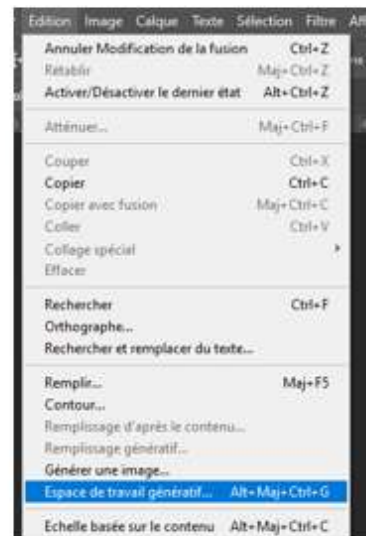 Edition Image Calque Texte Sélection Filtre Aff
Annuler Modification de la fusion Ctrl+Z
Rétablir Maj+Ctrl+Z
Activer/Désactiver le dernier état Alt+Ctrl+Z
Atténuer... Maj+Ctrl+F
Couper Ctrl+X
Copier Ctrl+C
Copier avec fusion Maj+Ctrl+C
Coller Ctrl+V
Collage spécial
Effacer
Rechercher Ctrl+F
Orthographe...
Rechercher et remplacer du texte...
Remplir... Maj+F5
Contour...
Remplissage d'après le contenu...
Remplissage génératif...
Générer une image...
Espace de travail génératif... Alt+Maj+Ctrl+G
Echelle basée sur le contenu Alt+Maj+Ctrl+C